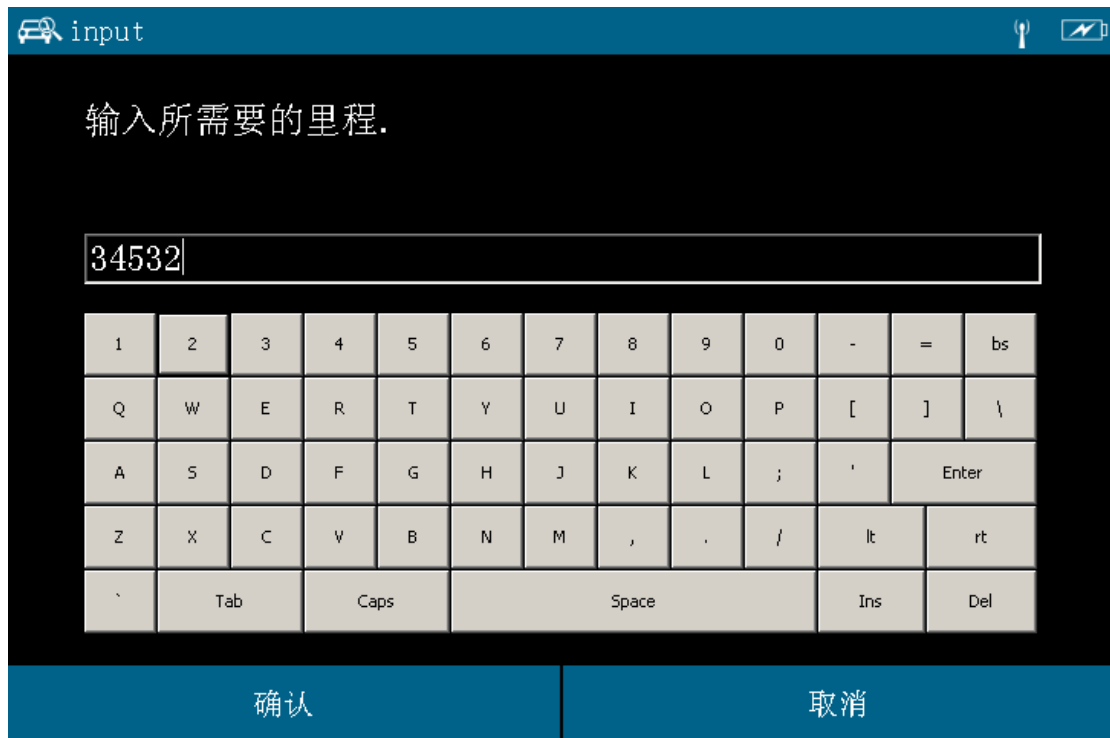 input
输入所需要的里程.
34532
1 2 3 4 5 6 7 8 9 0 - = bs
Q W E R T Y U I O P [ ] \
A S D F G H J K L ; ' Enter
Z X C V B N M , . / lt rt
` Tab Caps Space Ins Del
确认 取消